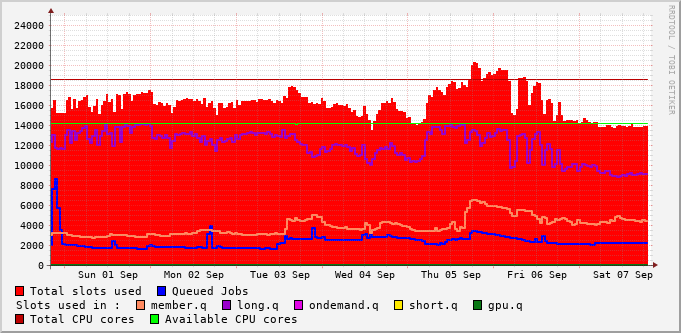 RRDTOOL / TOBI OETIKER
24000
22000
20000
18000
16000
14000
12000
10000
8000
6000
4000
2000
0
Sun 01 Sep Mon 02 Sep Tue 03 Sep Wed 04 Sep Thu 05 Sep Fri 06 Sep Sat 07 Sep
Total slots used Queued Jobs
Slots used in : member.q long.q ondemand.q short.q gpu.q
Total CPU cores Available CPU cores